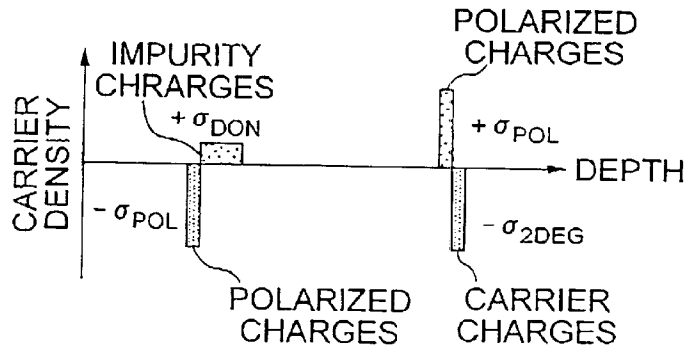 IMPURITY
CHRARGES
+ σDON
POLARIZED
CHARGES
+ σPOL
CARRIER
DENSITY
DEPTH
- σPOL
- σ2DEG
POLARIZED
CHARGES
CARRIER
CHARGES